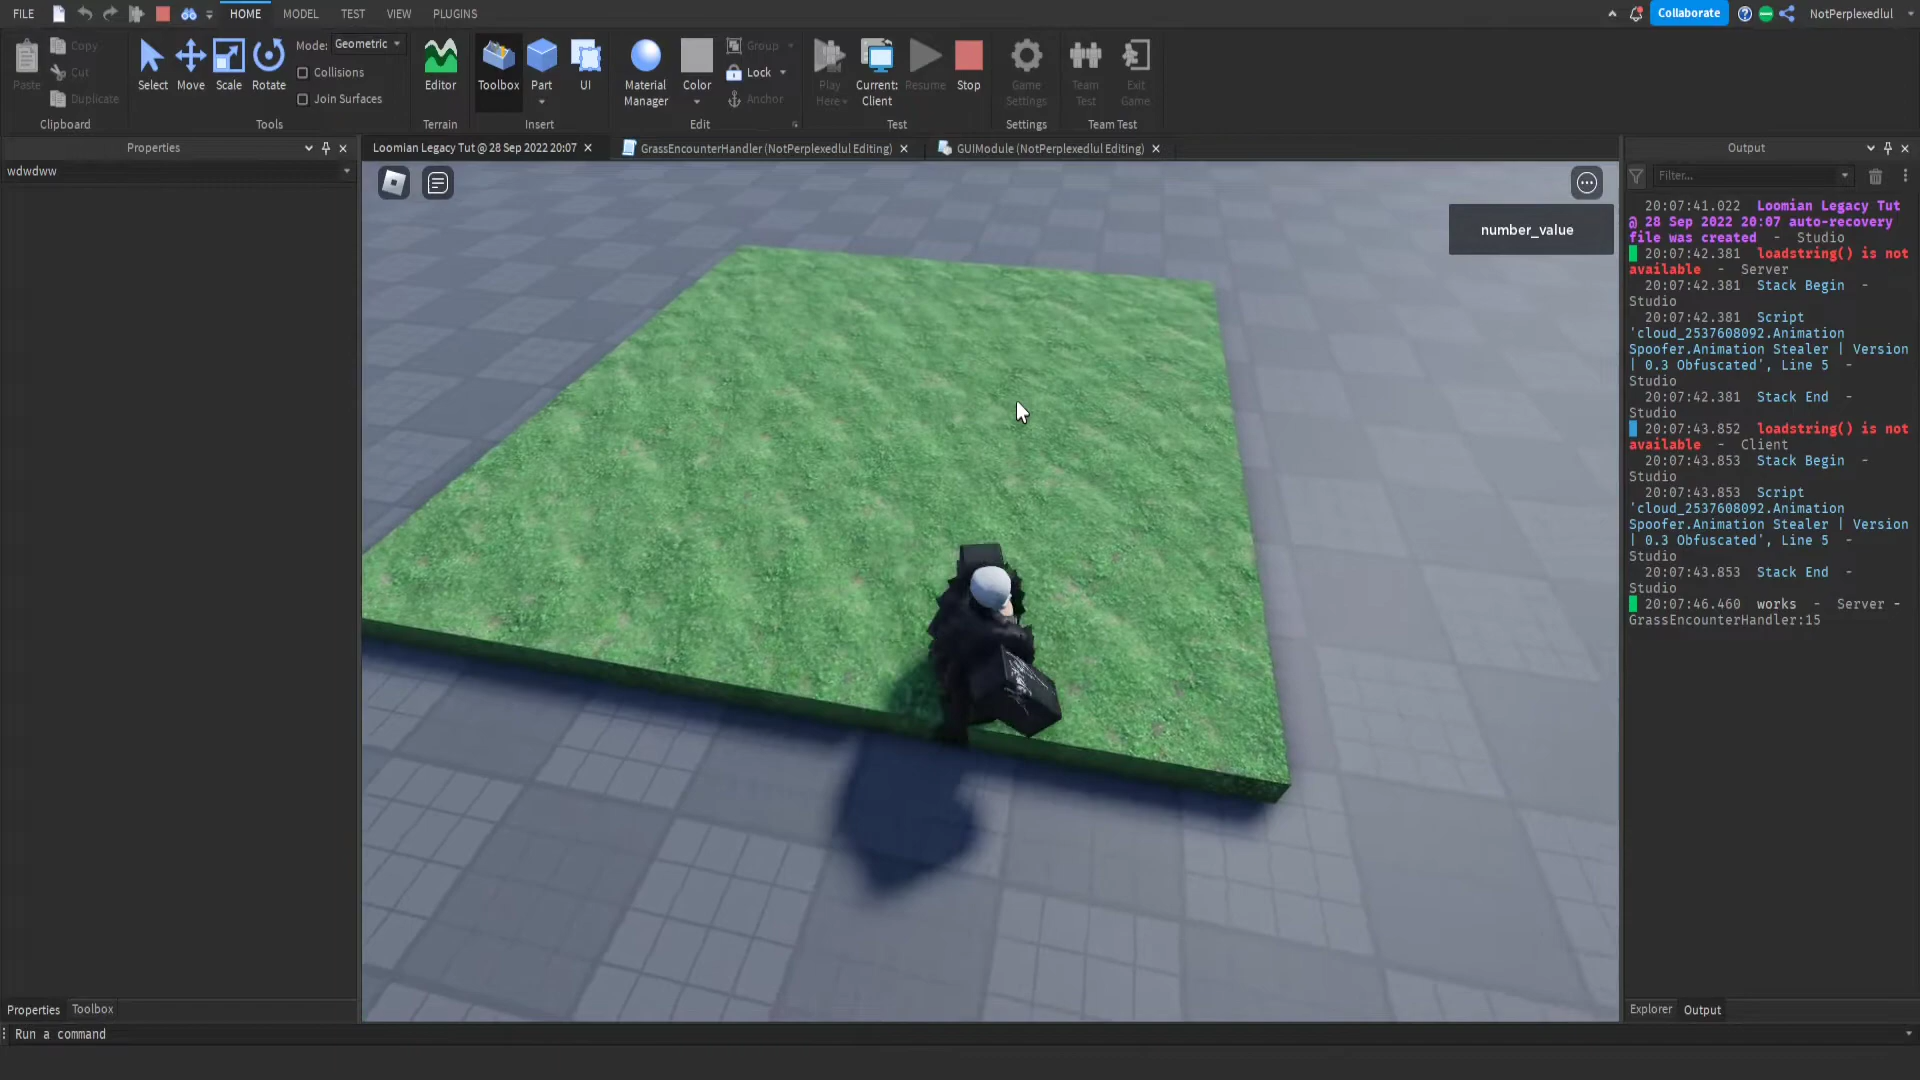 FILE
HOME
MODEL
TEST
VIEW
PLUGINS
Collaborate
NotPerplexedlul
Paste
Copy
Cut
Duplicate
Clipboard
Select
Move
Scale
Rotate
Mode:
Geometric
Collisions
Join Surfaces
Tools
Editor
Terrain
Toolbox
Part
UI
Insert
Material
Manager
Color
Group
Lock
Anchor
Edit
Play
Here
Current:
Client
Resume
Stop
Test
Game
Settings
Settings
Team
Test
Exit
Game
Team Test
Properties
wdwdww
Loomian Legacy Tut @ 28 Sep 2022 20:07
GrassEncounterHandler (NotPerplexedlul Editing)
GUIModule (NotPerplexedlul Editing)
Output
Filter...
number_value
20:07:41.022 Loomian Legacy Tut
@ 28 Sep 2022 20:07 auto-recovery
file was created - Studio
20:07:42.381 loadstring() is not
available - Server
20:07:42.381 Stack Begin -
Studio
20:07:42.381 Script
'cloud_2537608092.Animation
Spoofer.Animation Stealer | Version
| 0.3 Obfuscated', Line 5 -
Studio
20:07:42.381 Stack End -
Studio
20:07:43.852 loadstring() is not
available - Client
20:07:43.853 Stack Begin -
Studio
20:07:43.853 Script
'cloud_2537608092.Animation
Spoofer.Animation Stealer | Version
| 0.3 Obfuscated', Line 5 -
Studio
20:07:43.853 Stack End -
Studio
20:07:46.460 works - Server -
GrassEncounterHandler:15
Properties
Toolbox
Explorer
Output
Run a command